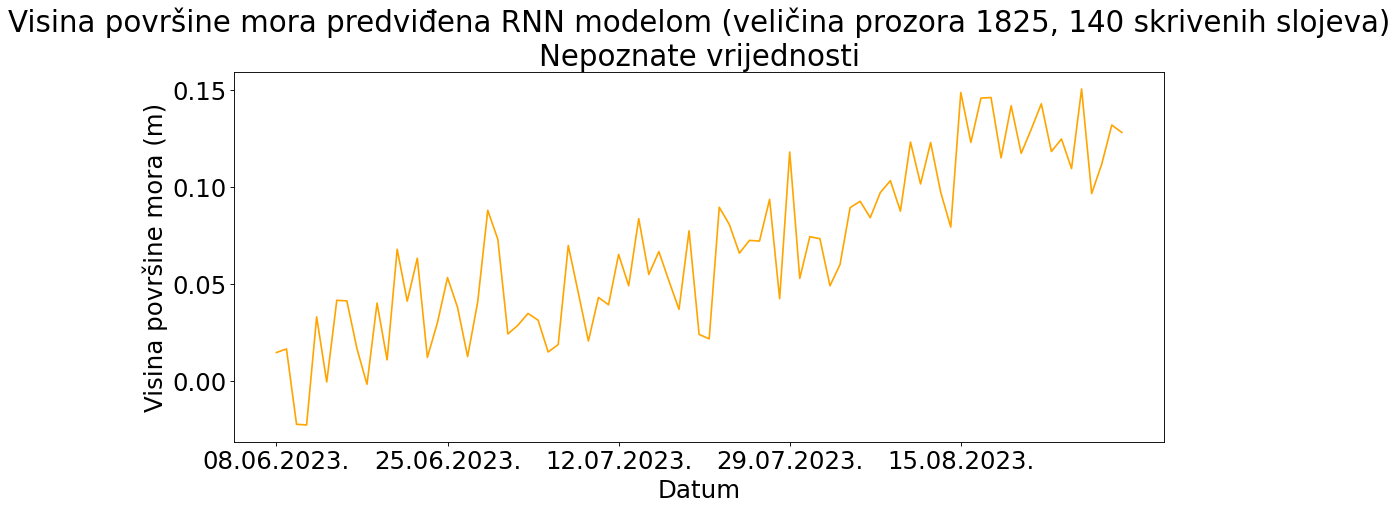 Visina površine mora predviđena RNN modelom (veličina prozora 1825, 140 skrivenih slojeva)
Nepoznate vrijednosti
Visina površine mora (m)
0.15
0.10
0.05
0.00
08.06.2023. 25.06.2023. 12.07.2023. 29.07.2023. 15.08.2023.
Datum